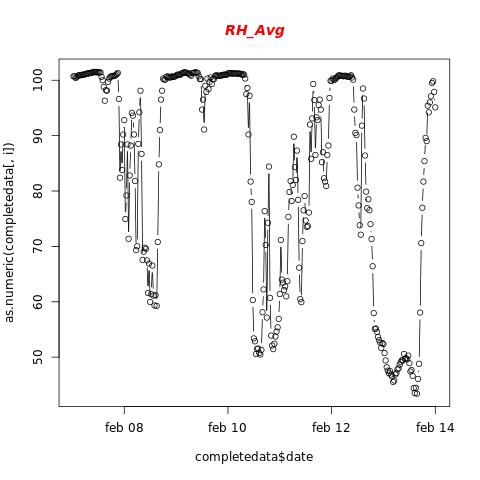 RH_Avg
as.numeric(completedata[, i])
100
90
80
70
60
50
feb 08
feb 10
feb 12
feb 14
completedata$date